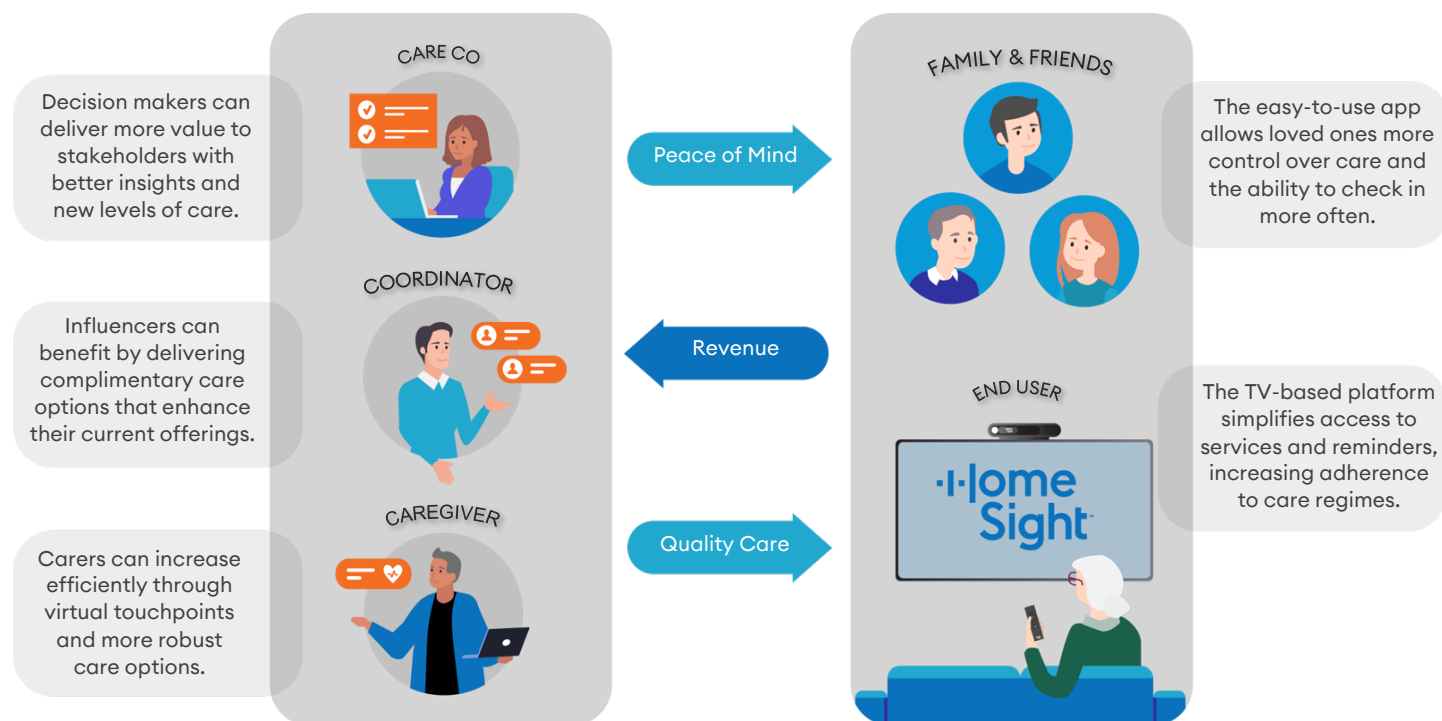 CARE CO
Decision makers can
deliver more value to
stakeholders with
better insights and
new levels of care.
COORDINATOR
Influencers can
benefit by delivering
complimentary care
options that enhance
their current offerings.
CAREGIVER
Carers can increase
efficiently through
virtual touchpoints
and more robust
care options.
Peace of Mind
Revenue
Quality Care
FAMILY & FRIENDS
The easy-to-use app
allows loved ones more
control over care and
the ability to check in
more often.
END USER
The TV-based platform
simplifies access to
services and reminders,
increasing adherence
to care regimes.
Home
Sight™